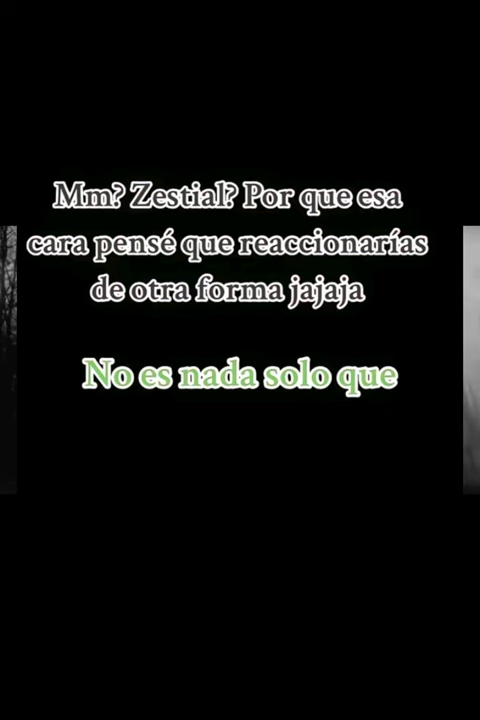 Mm? Zestial? Por que esa
cara pensé que reaccionarías
de otra forma jajaja
No es nada solo que